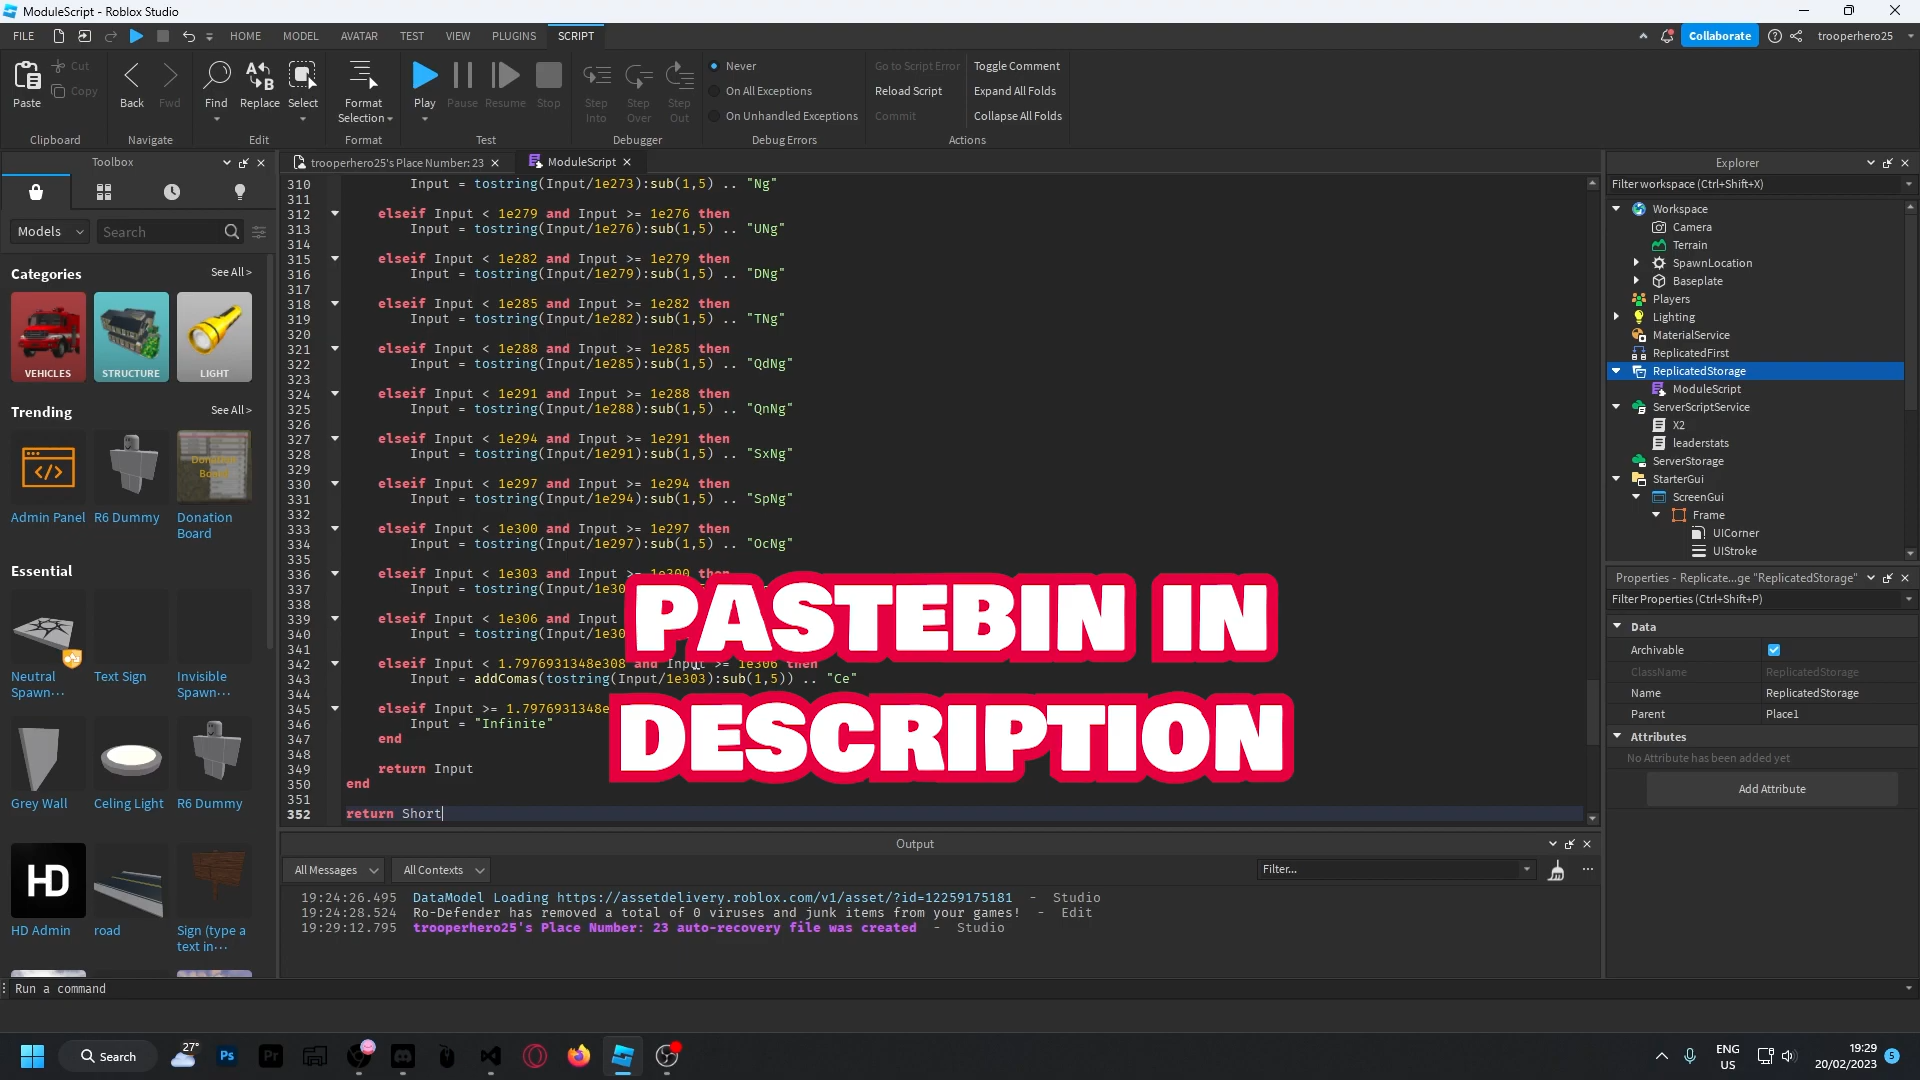 ModuleScript - Roblox Studio
FILE
HOME
MODEL
AVATAR
TEST
VIEW
PLUGINS
SCRIPT
Collaborate
trooperhero25
Paste
Cut
Copy
Clipboard
Back
Fwd
Navigate
Find
Replace
Select
Edit
Format
Selection
Format
Play
Pause
Resume
Stop
Test
Step
Into
Step
Over
Step
Out
Debugger
Never
On All Exceptions
On Unhandled Exceptions
Debug Errors
Go to Script Error
Reload Script
Commit
Toggle Comment
Expand All Folds
Collapse All Folds
Actions
Toolbox
Models
Search
Categories
See All >
VEHICLES
STRUCTURE
LIGHT
Trending
See All >
Admin Panel
R6 Dummy
Donation
Board
Essential
Neutral
Spawn...
Text Sign
Invisible
Spawn...
Grey Wall
Celing Light
R6 Dummy
HD
HD Admin
road
Sign (type a
text in...
trooperhero25's Place Number: 23
ModuleScript
310 Input = tostring(Input/1e273):sub(1,5) .. "Ng"
311
312 elseif Input < 1e279 and Input >= 1e276 then
313 Input = tostring(Input/1e276):sub(1,5) .. "UNg"
314
315 elseif Input < 1e282 and Input >= 1e279 then
316 Input = tostring(Input/1e279):sub(1,5) .. "DNg"
317
318 elseif Input < 1e285 and Input >= 1e282 then
319 Input = tostring(Input/1e282):sub(1,5) .. "TNg"
320
321 elseif Input < 1e288 and Input >= 1e285 then
322 Input = tostring(Input/1e285):sub(1,5) .. "QdNg"
323
324 elseif Input < 1e291 and Input >= 1e288 then
325 Input = tostring(Input/1e288):sub(1,5) .. "QnNg"
326
327 elseif Input < 1e294 and Input >= 1e291 then
328 Input = tostring(Input/1e291):sub(1,5) .. "SxNg"
329
330 elseif Input < 1e297 and Input >= 1e294 then
331 Input = tostring(Input/1e294):sub(1,5) .. "SpNg"
332
333 elseif Input < 1e300 and Input >= 1e297 then
334 Input = tostring(Input/1e297):sub(1,5) .. "OcNg"
335
336 elseif Input < 1e303 and Input >= 1e300 then
337 Input = tostring(Input/1e30
338
339 elseif Input < 1e306 and Input
340 Input = tostring(Input/1e30
341
342 elseif Input < 1.7976931348e308 and Input >= 1e306 then
343 Input = addComas(tostring(Input/1e303):sub(1,5)) .. "Ce"
344
345 elseif Input >= 1.7976931348e
346 Input = "Infinite"
347 end
348
349 return Input
350 end
351
352 return Short
PASTEBIN IN
DESCRIPTION
Output
All Messages
All Contexts
Filter...
19:24:26.495 DataModel Loading https://assetdelivery.roblox.com/v1/asset/?id=12259175181 - Studio
19:24:28.524 Ro-Defender has removed a total of 0 viruses and junk items from your games! - Edit
19:29:12.795 trooperhero25's Place Number: 23 auto-recovery file was created - Studio
Run a command
Explorer
Filter workspace (Ctrl+Shift+X)
Workspace
Camera
Terrain
SpawnLocation
Baseplate
Players
Lighting
MaterialService
ReplicatedFirst
ReplicatedStorage
ModuleScript
ServerScriptService
X2
leaderstats
ServerStorage
StarterGui
ScreenGui
Frame
UICorner
UIStroke
Properties - Replicate...ge "ReplicatedStorage"
Filter Properties (Ctrl+Shift+P)
Data
Archivable
ClassName ReplicatedStorage
Name ReplicatedStorage
Parent Place1
Attributes
No Attribute has been added yet
Add Attribute
27°
Search
Ps
Pr
ENG
US
19:29
20/02/2023
5